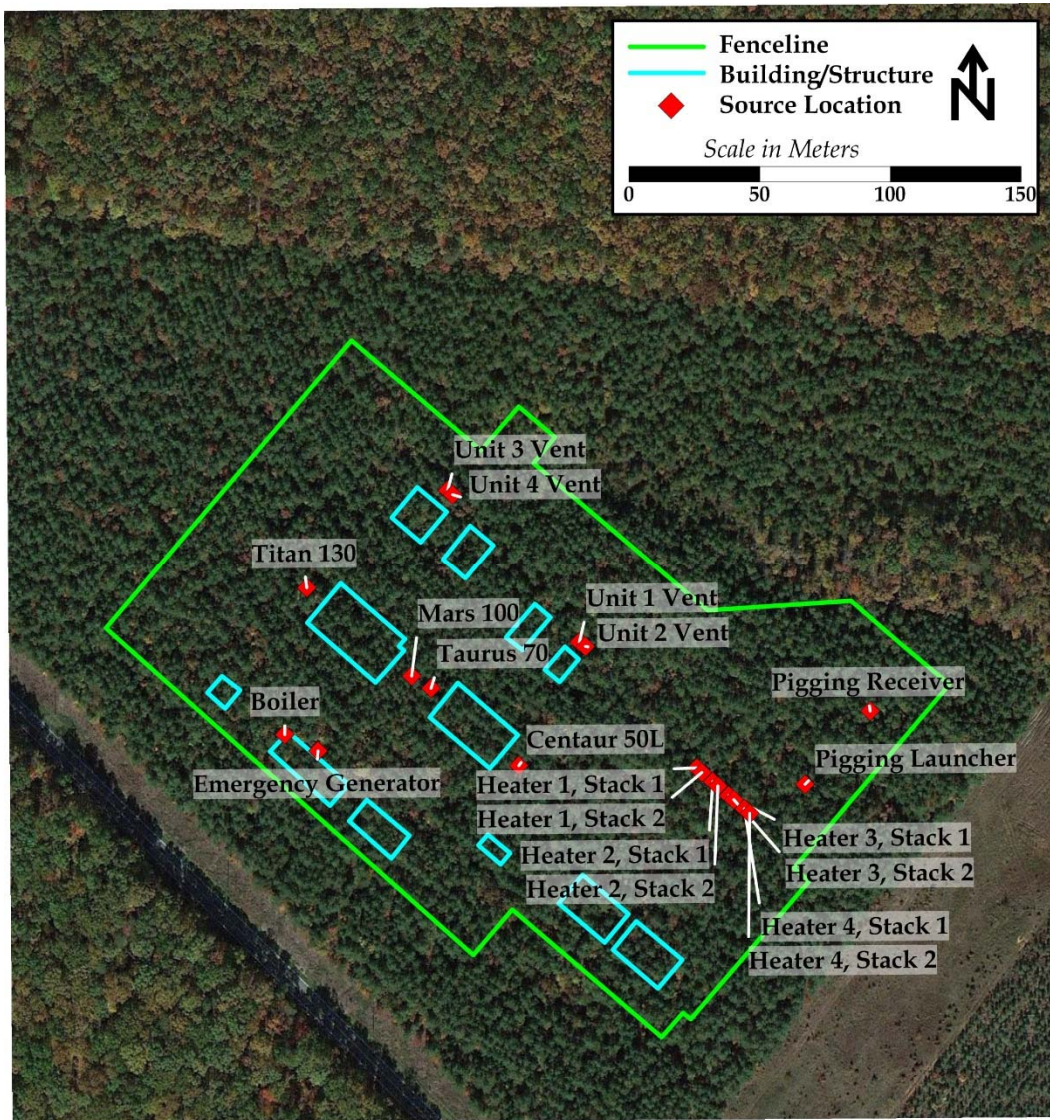 Fenceline
Building/Structure
Source Location
N
Scale in Meters
0 50 100 150
Unit 3 Vent
Unit 4 Vent
Titan 130
Unit 1 Vent
Mars 100
Unit 2 Vent
Taurus 70
Pigging Receiver
Boiler
Centaur 50L
Pigging Launcher
Emergency Generator
Heater 1, Stack 1
Heater 1, Stack 2
Heater 3, Stack 1
Heater 2, Stack 1
Heater 3, Stack 2
Heater 2, Stack 2
Heater 4, Stack 1
Heater 4, Stack 2